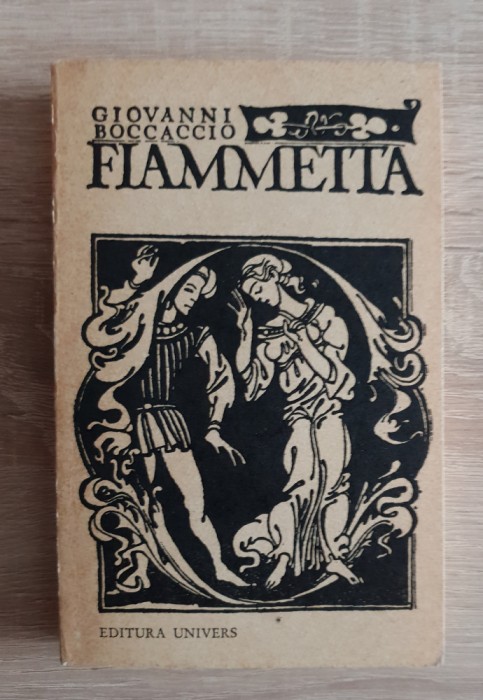 GIOVANNI
BOCCACCIO
FIAMMETTA
EDITURA UNIVERS